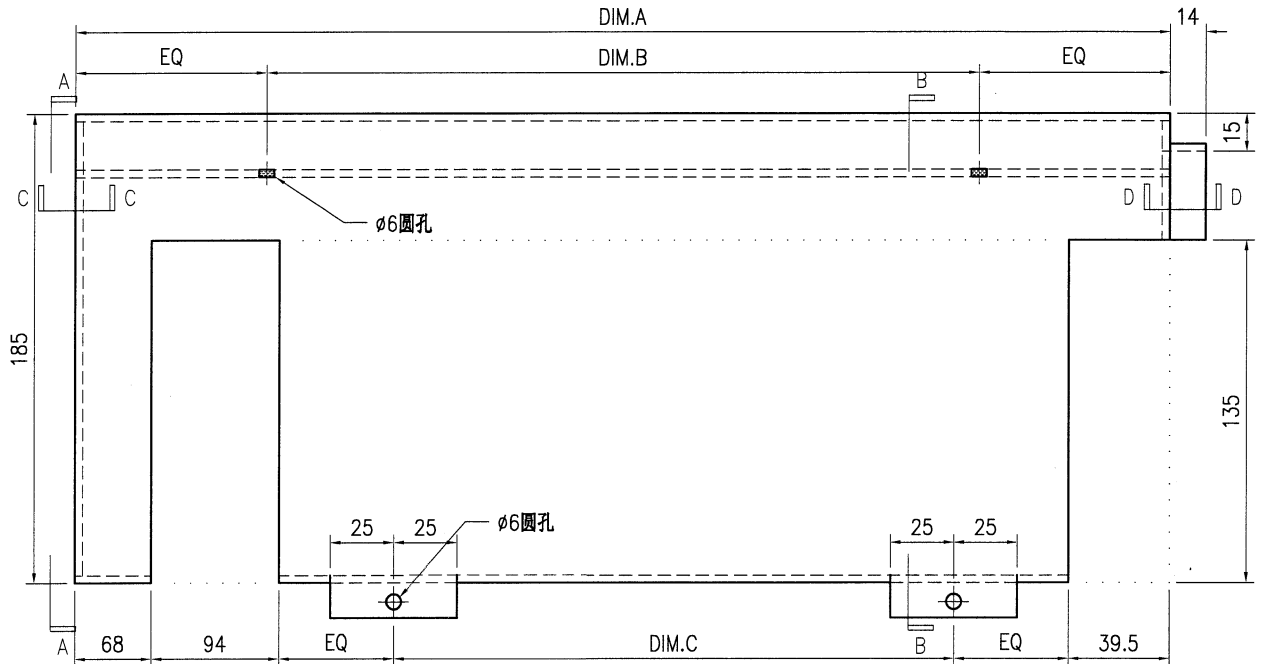 DIM.A
14
EQ
DIM.B
EQ
A
B
15
C
C
D
D
ø6圆孔
185
135
25
25
ø6圆孔
25
25
A
68
94
EQ
DIM.C
B
EQ
39.5